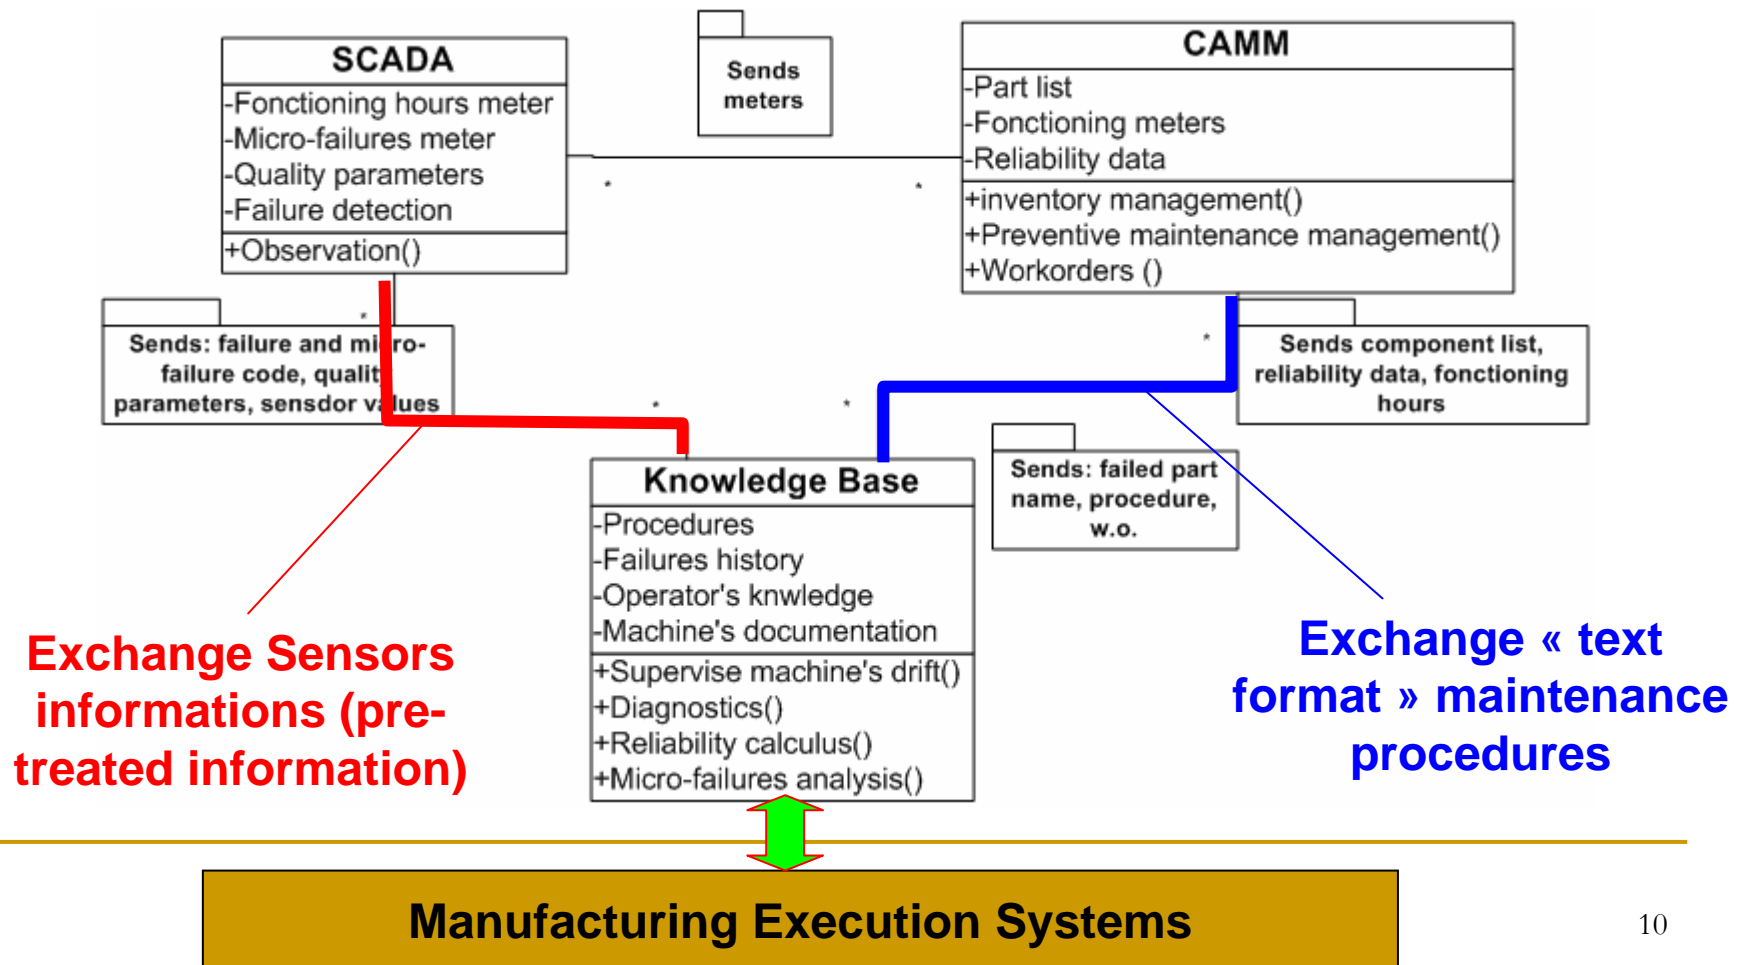 SCADA
-Fonctioning hours meter
-Micro-failures meter
-Quality parameters
-Failure detection
+Observation()
Sends
meters
CAMM
-Part list
-Fonctioning meters
-Reliability data
+inventory management()
+Preventive maintenance management()
+Workorders ()
*
*
*
*
*
*
Sends: failure and micro-
failure code, quality
parameters, sensdor values
Sends component list,
reliability data, fonctioning
hours
Sends: failed part
name, procedure,
w.o.
Knowledge Base
-Procedures
-Failures history
-Operator's knwledge
-Machine's documentation
+Supervise machine's drift()
+Diagnostics()
+Reliability calculus()
+Micro-failures analysis()
Exchange Sensors
informations (pre-
treated information)
Exchange « text
format » maintenance
procedures
Manufacturing Execution Systems
10